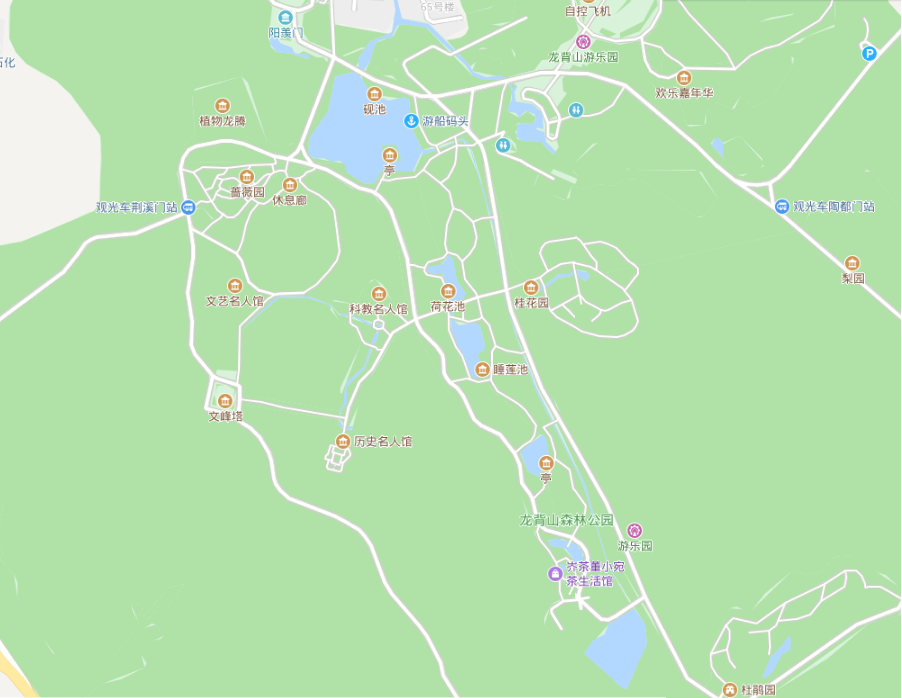 65号楼
自控飞机
阳羡门
龙背山游乐园
石化
欢乐嘉年华
砚池
植物龙腾
游船码头
亭
蔷薇园
休息廊
观光车荆溪门站
观光车陶都门站
梨园
文艺名人馆
科教名人馆
荷花池
桂花园
睡莲池
文峰塔
历史名人馆
亭
龙背山森林公园
游乐园
岕茶董小宛
茶生活馆
杜鹃园
P